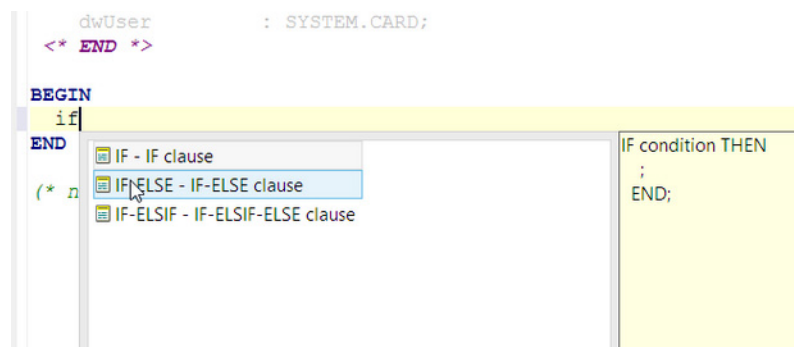 dwUser : SYSTEM.CARD;
<* END *>
BEGIN
if
END
(* n
IF - IF clause
IF-ELSE - IF-ELSE clause
IF-ELSIF - IF-ELSIF-ELSE clause
IF condition THEN
;
END;